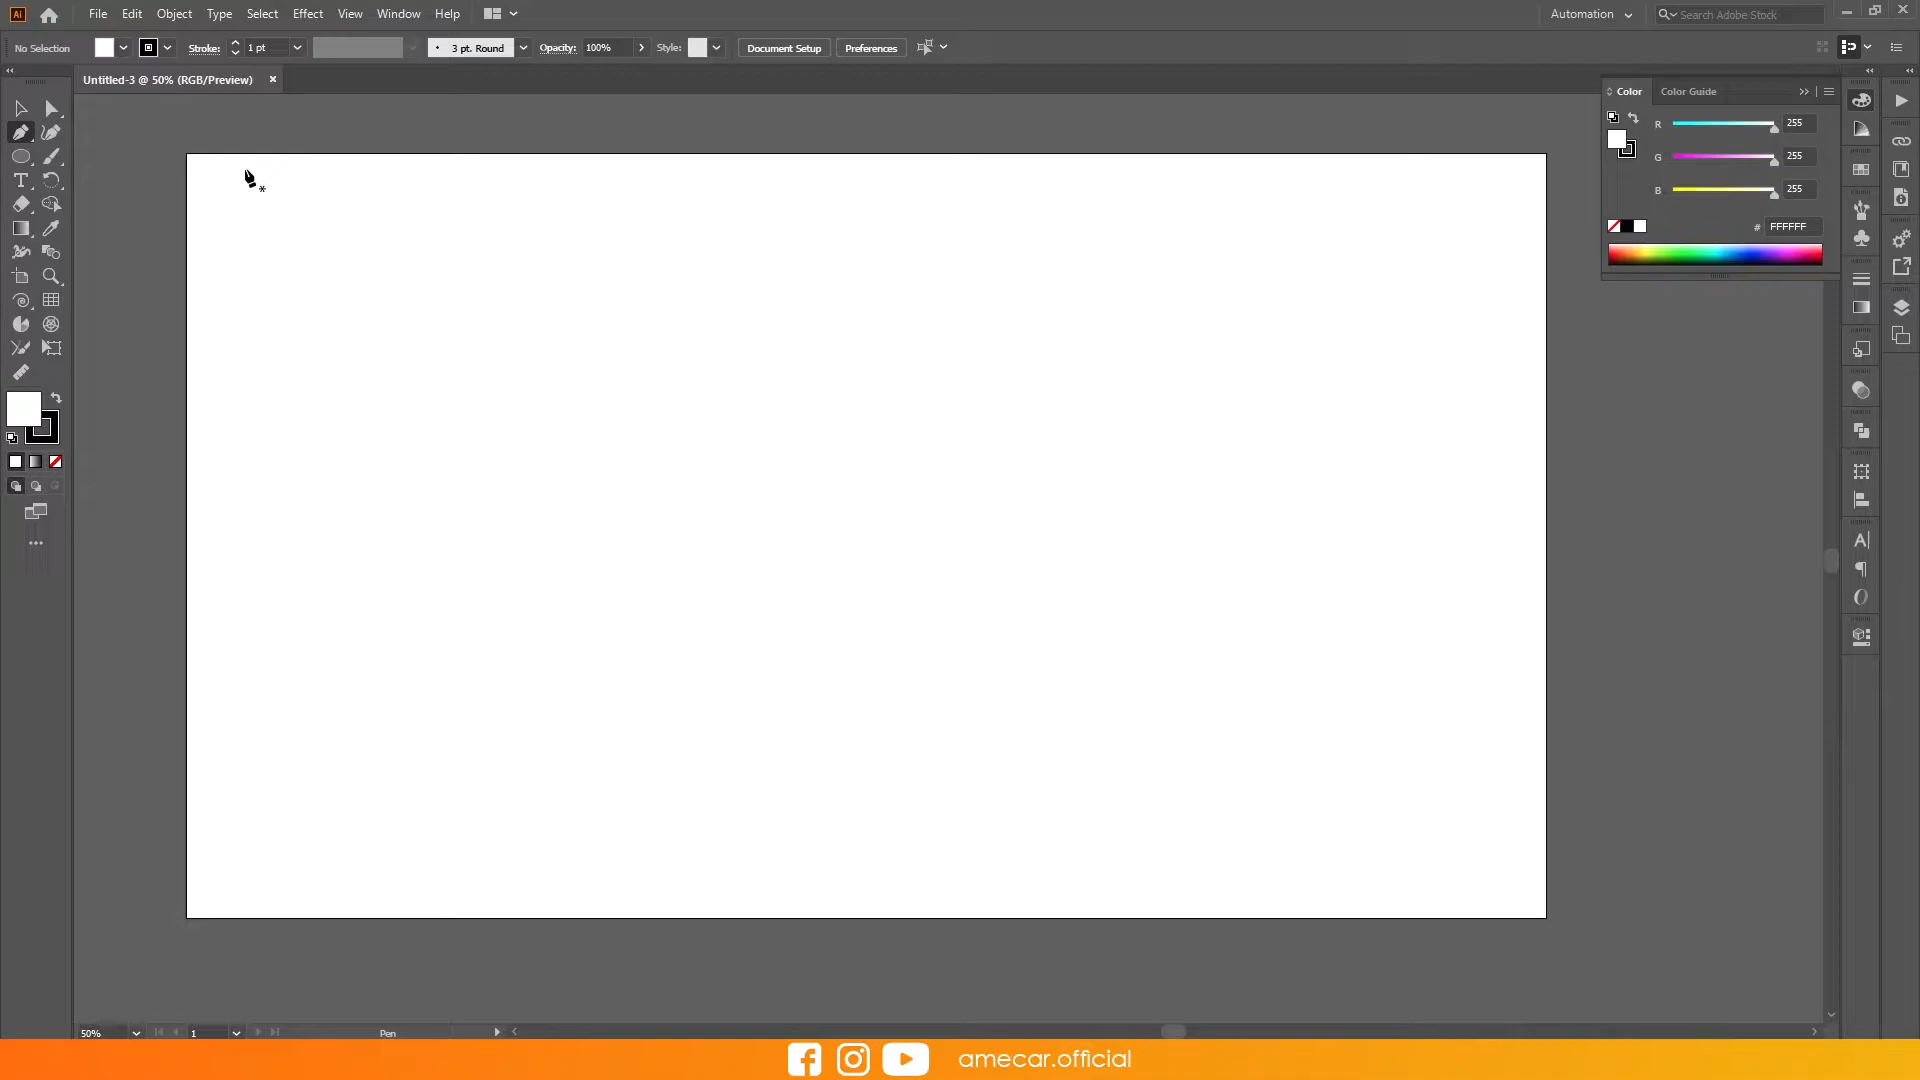 Ai File Edit Object Type Select Effect View Window Help Automation Search Adobe Stock
No Selection Stroke: 1 pt 3 pt. Round Opacity: 100% Style: Document Setup Preferences
Untitled-3 @ 50% (RGB/Preview) ×
Color Color Guide
R 255
G 255
B 255
# FFFFFF
50% 1 Pen
amecar.official